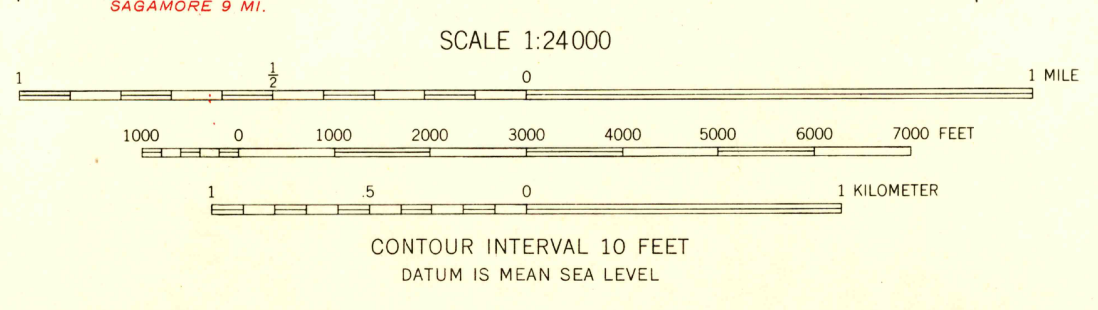 SAGAMORE 9 MI.
SCALE 1:24000
1 1/2 0 1 MILE
1000 0 1000 2000 3000 4000 5000 6000 7000 FEET
1 .5 0 1 KILOMETER
CONTOUR INTERVAL 10 FEET
DATUM IS MEAN SEA LEVEL